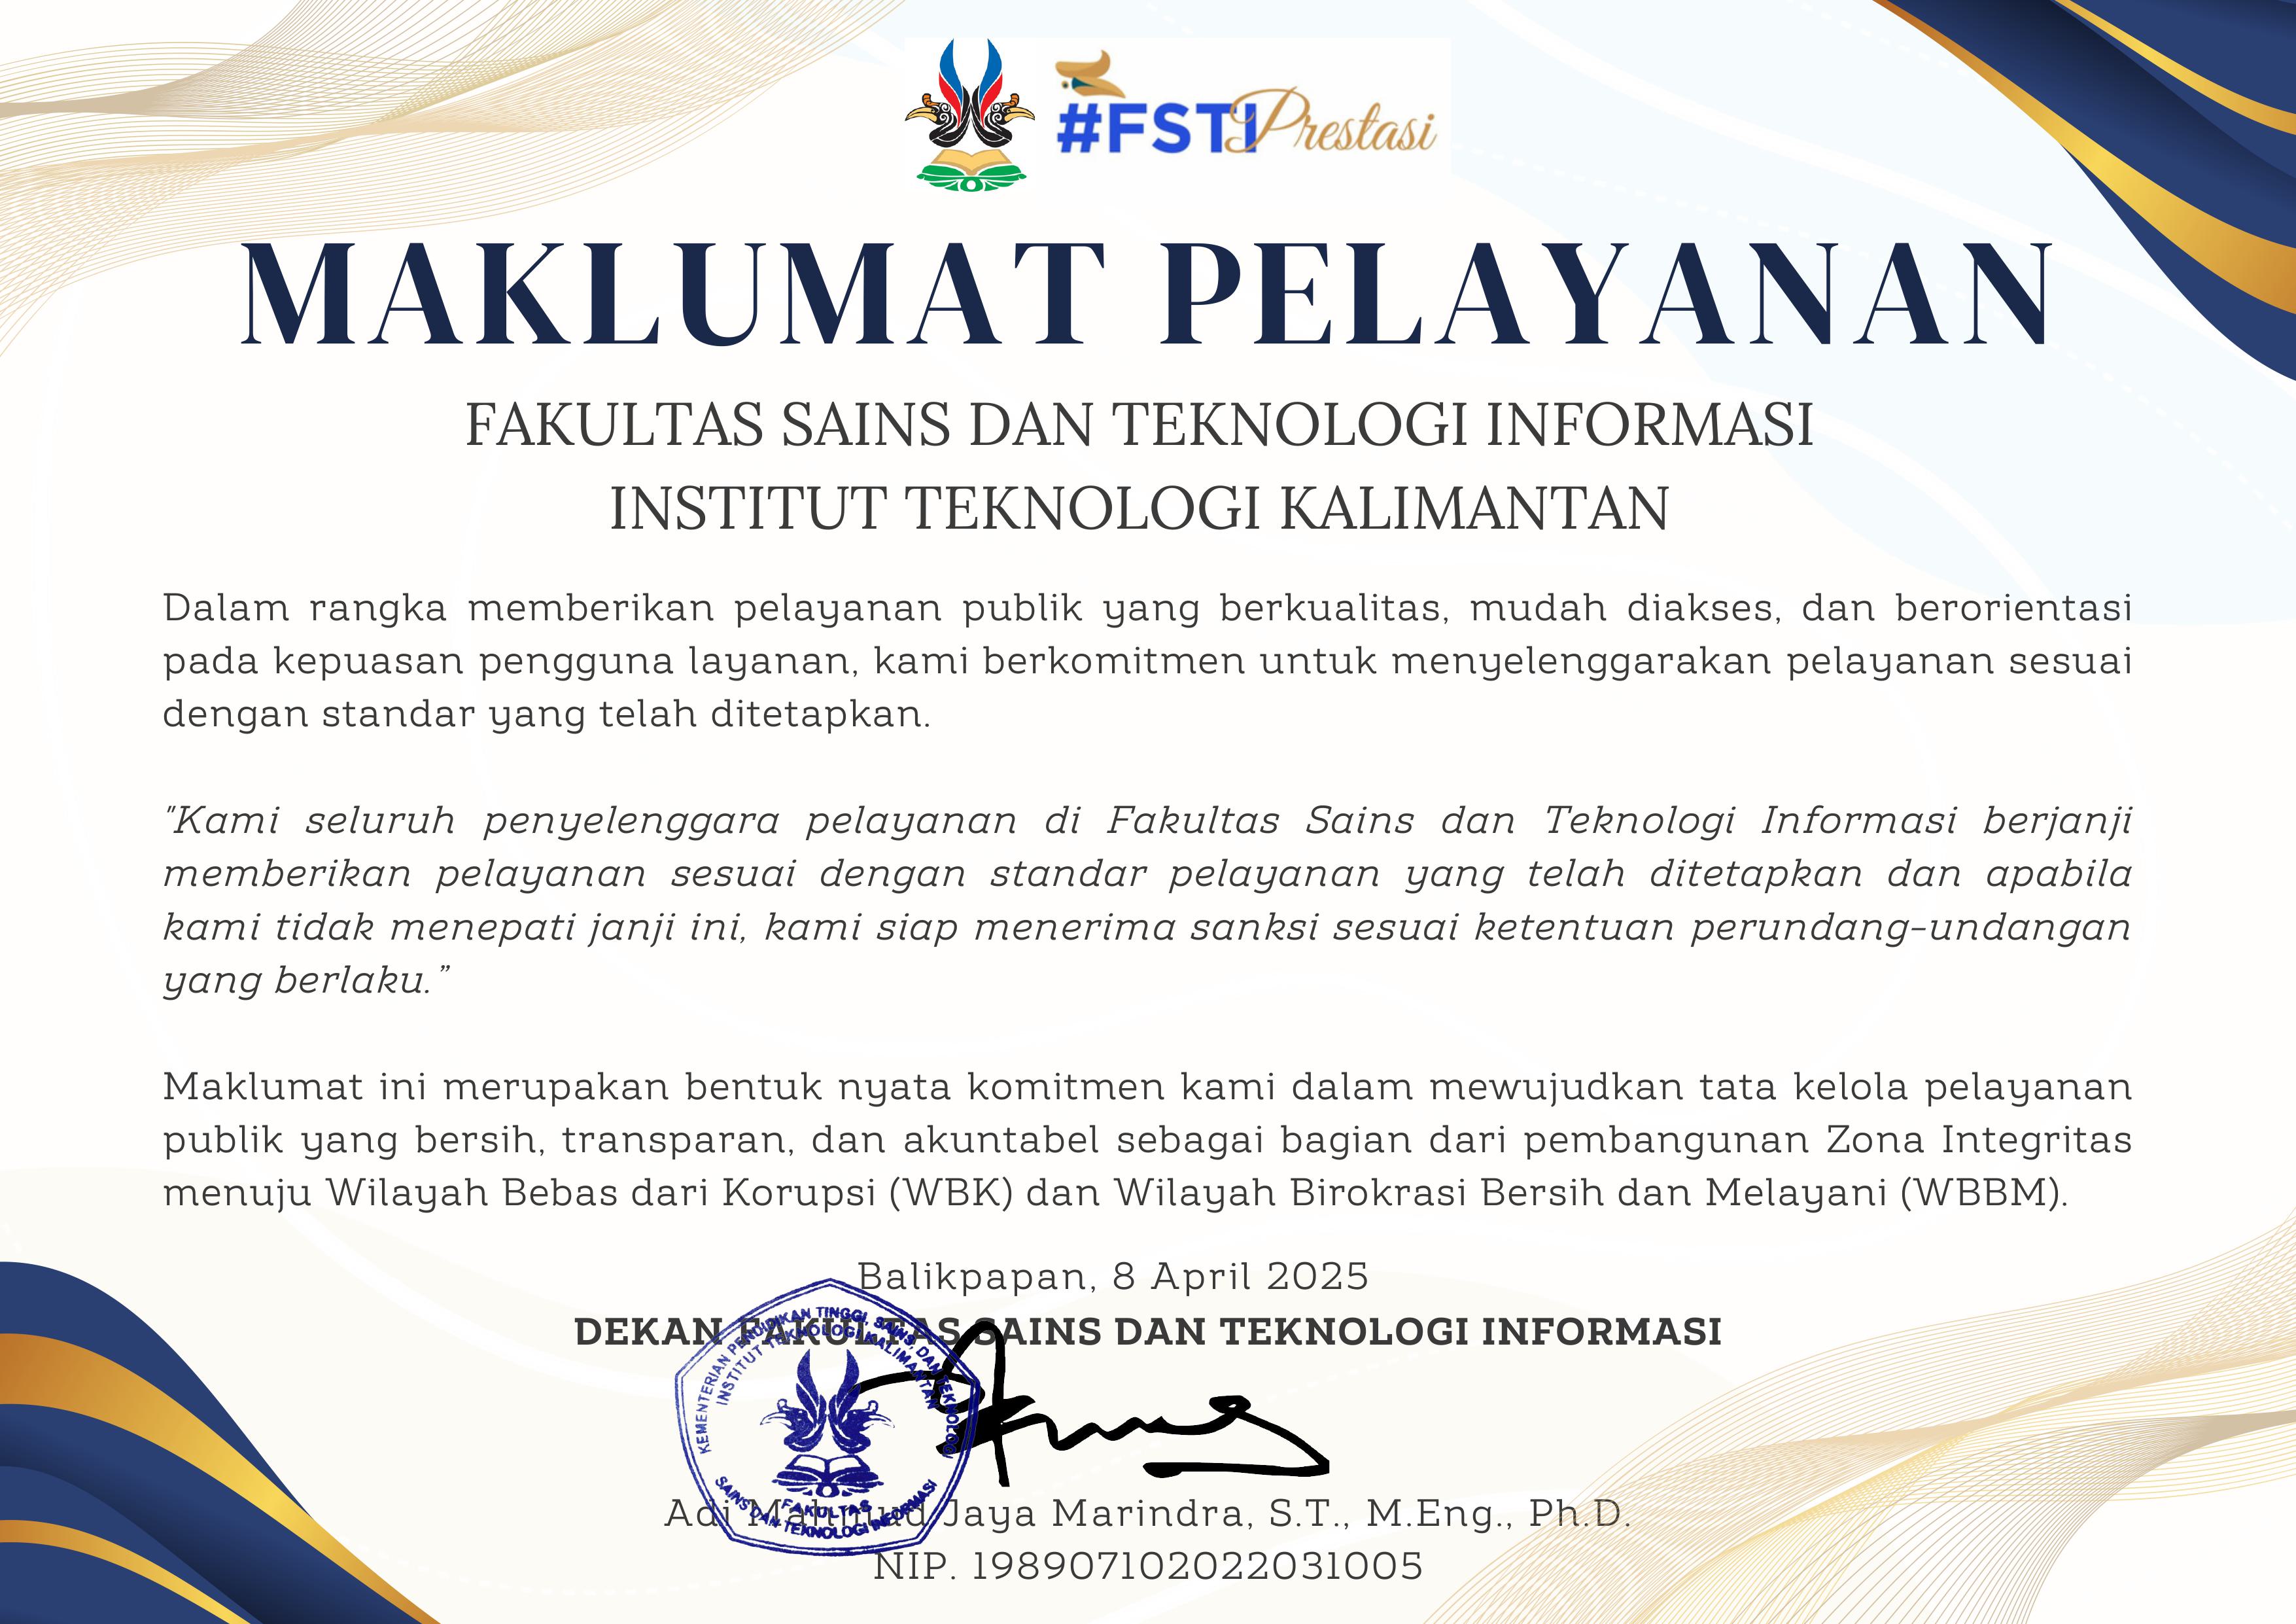 #FSTI Prestasi
MAKLUMAT PELAYANAN
FAKULTAS SAINS DAN TEKNOLOGI INFORMASI
INSTITUT TEKNOLOGI KALIMANTAN
Dalam rangka memberikan pelayanan publik yang berkualitas, mudah diakses, dan berorientasi
pada kepuasan pengguna layanan, kami berkomitmen untuk menyelenggarakan pelayanan sesuai
dengan standar yang telah ditetapkan.
"Kami seluruh penyelenggara pelayanan di Fakultas Sains dan Teknologi Informasi berjanji
memberikan pelayanan sesuai dengan standar pelayanan yang telah ditetapkan dan apabila
kami tidak menepati janji ini, kami siap menerima sanksi sesuai ketentuan perundang-undangan
yang berlaku.”
Maklumat ini merupakan bentuk nyata komitmen kami dalam mewujudkan tata kelola pelayanan
publik yang bersih, transparan, dan akuntabel sebagai bagian dari pembangunan Zona Integritas
menuju Wilayah Bebas dari Korupsi (WBK) dan Wilayah Birokrasi Bersih dan Melayani (WBBM).
Balikpapan, 8 April 2025
DEKAN FAKULTAS SAINS DAN TEKNOLOGI INFORMASI
KEMENTERIAN PENDIDIKAN TINGGI, SAINS, DAN TEKNOLOGI
INSTITUT TEKNOLOGI KALIMANTAN
FAKULTAS
SAINS DAN TEKNOLOGI INFORMASI
Adi Mahmud Jaya Marindra, S.T., M.Eng., Ph.D.
NIP. 198907102022031005